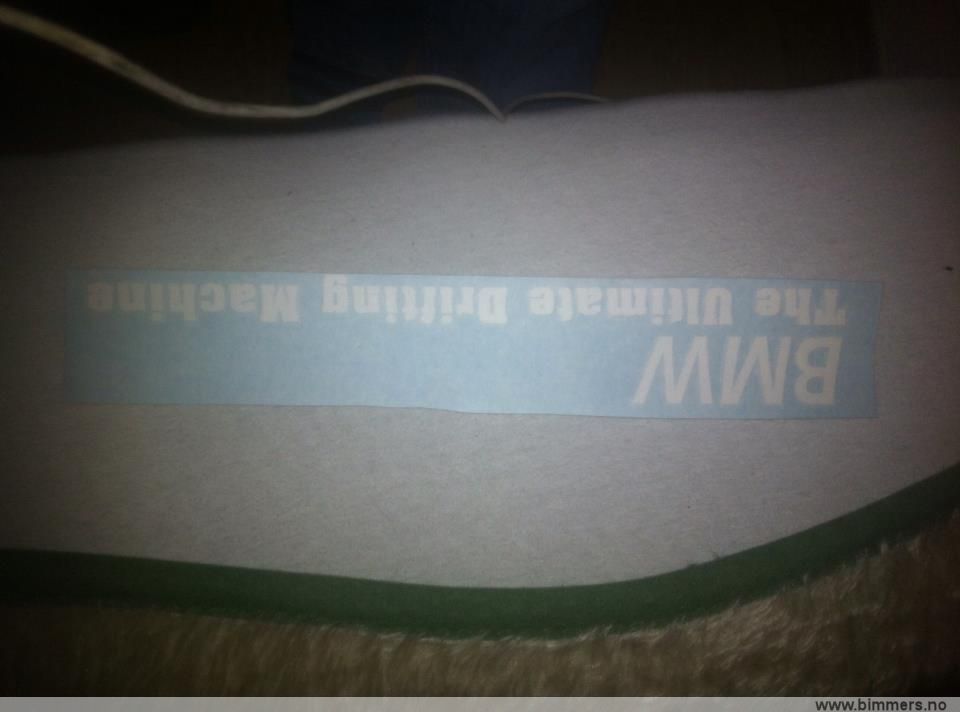 BMW
The Ultimate Drifting Machine
www.bimmers.no